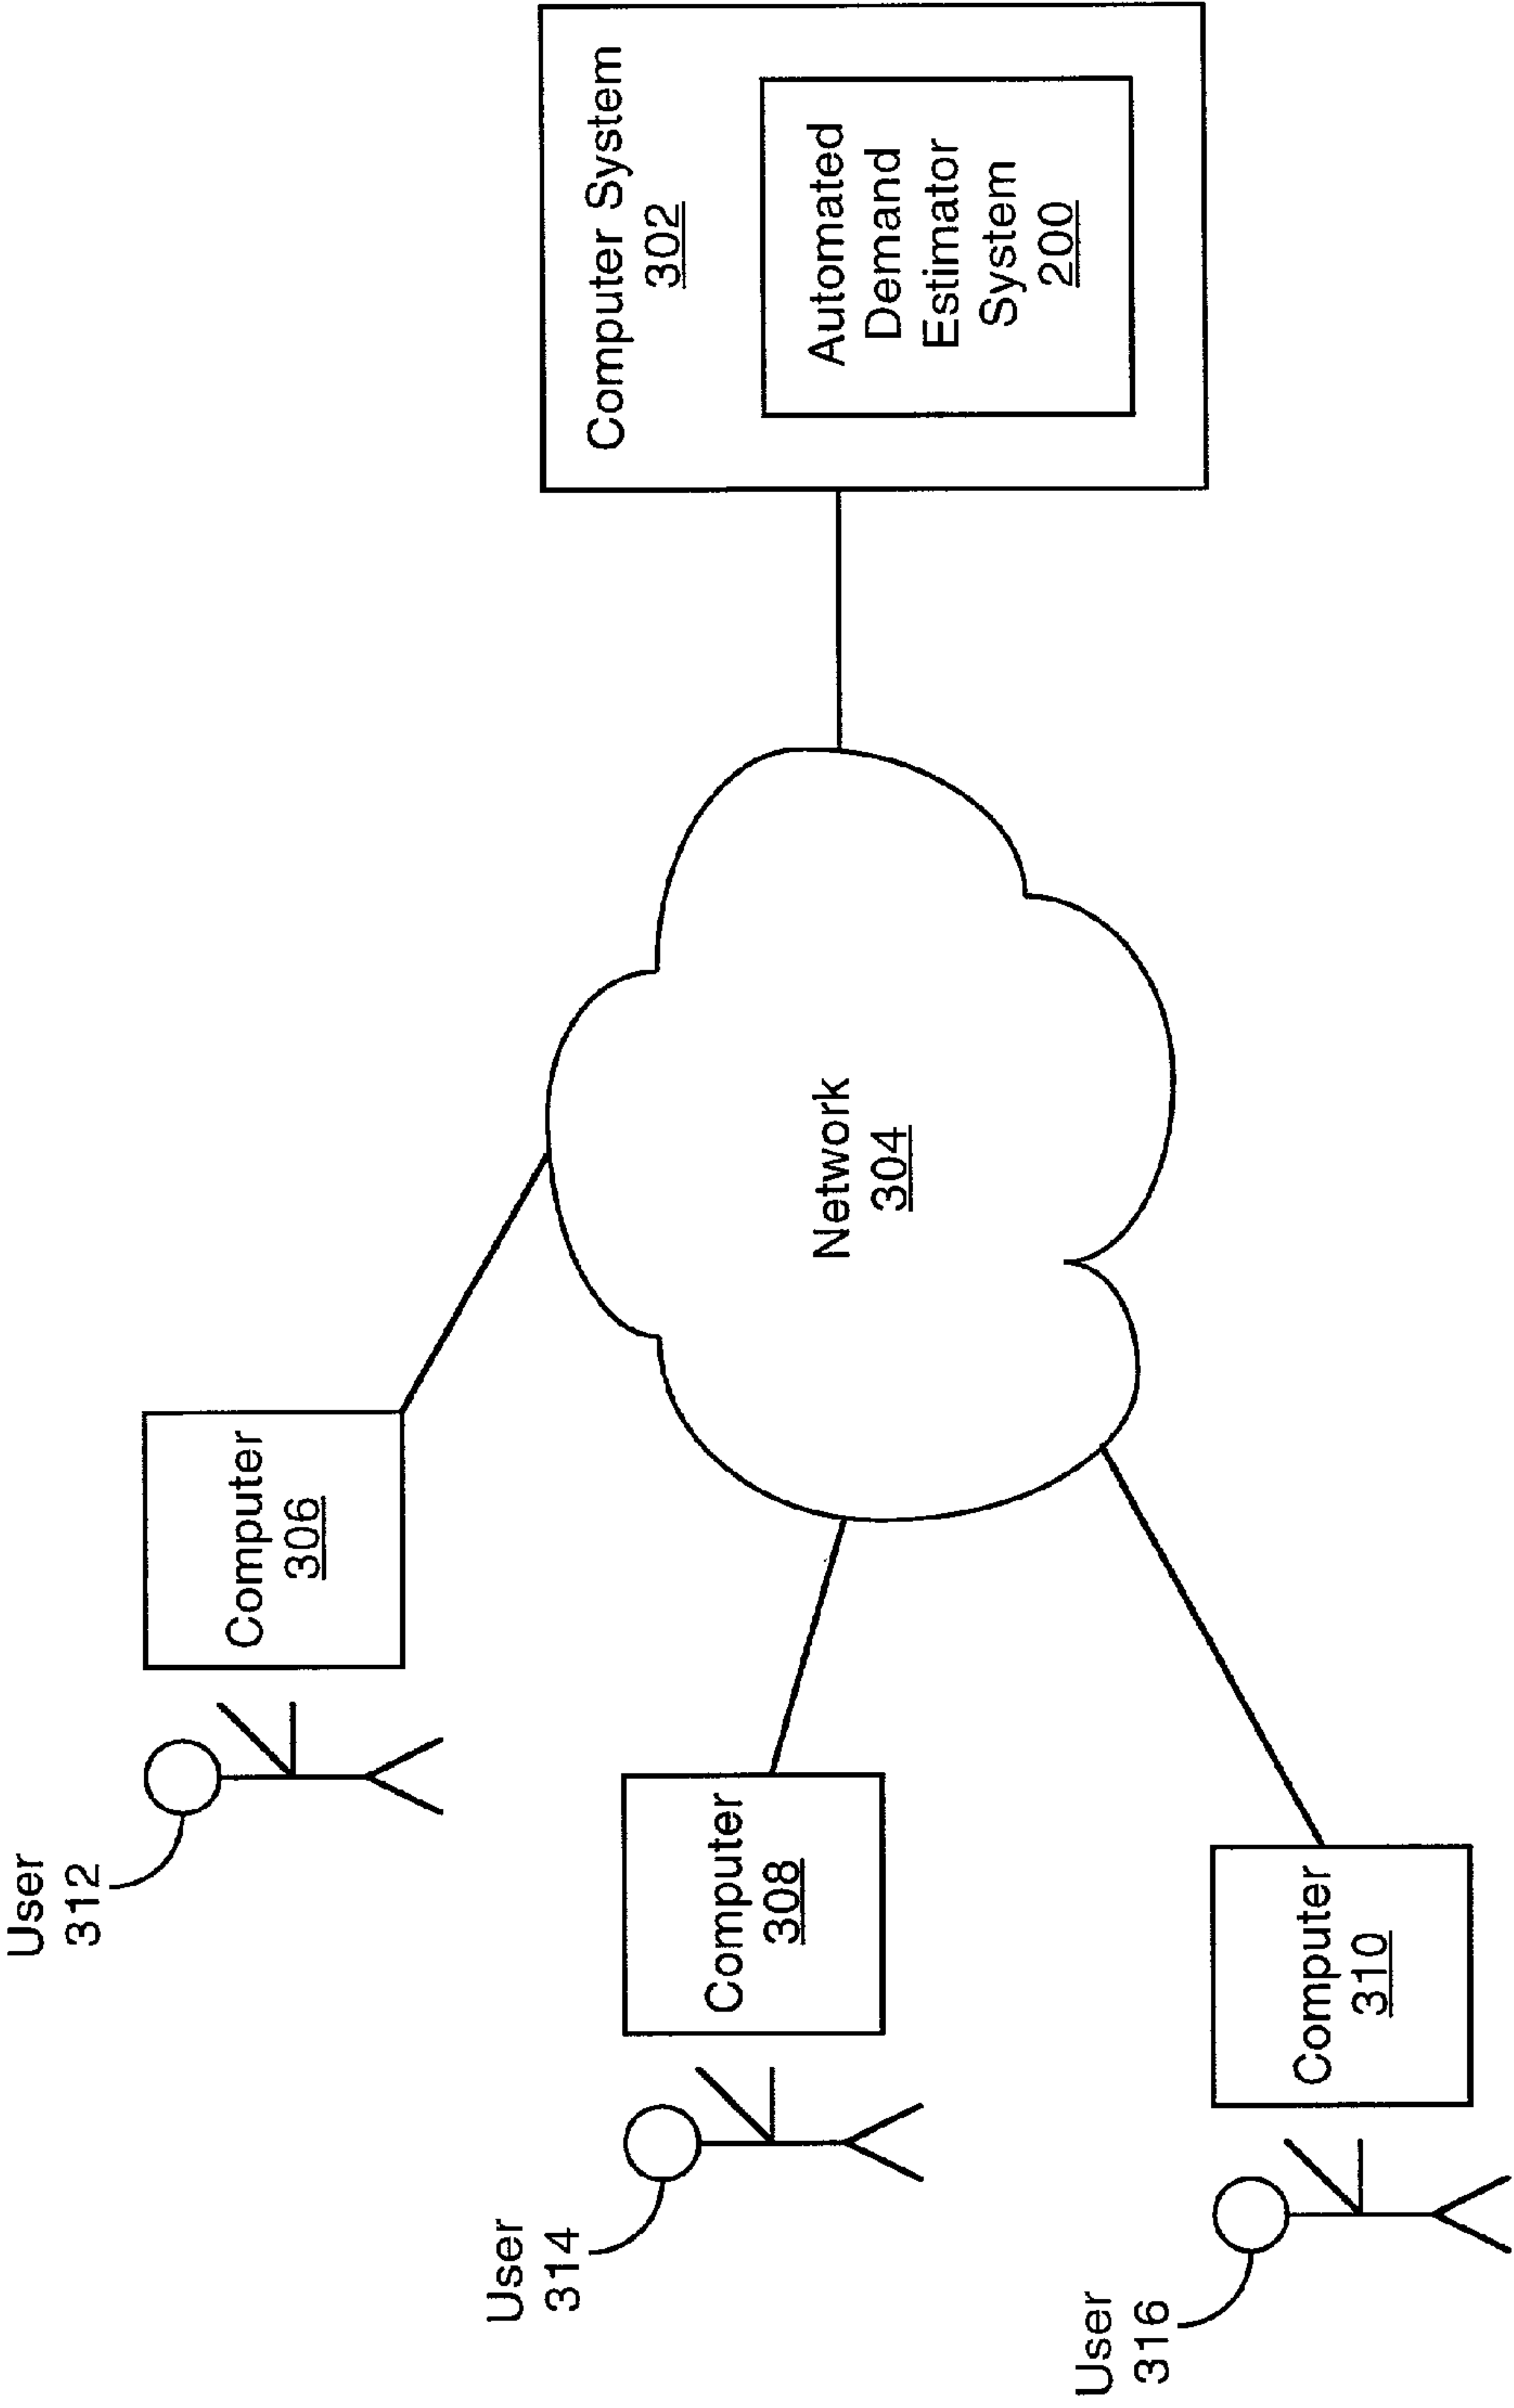 User
312
Computer
306
User
314
Computer
308
User
316
Computer
310
Network
304
Computer System
302
Automated
Demand
Estimator
System
200